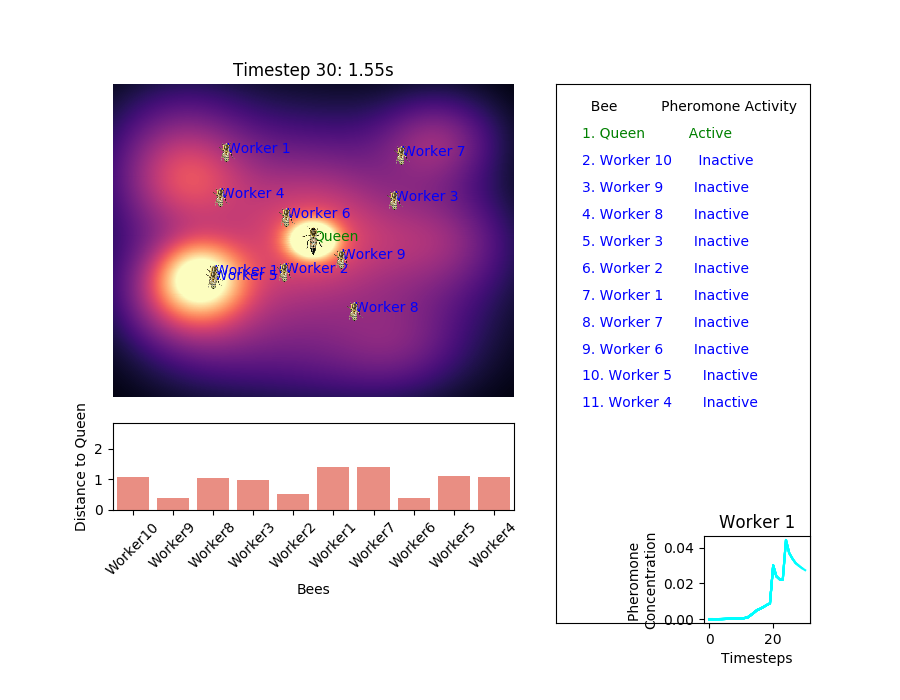 Timestep 30: 1.55s
Worker 1
Worker 7
Worker 4
Worker 3
Worker 6
Queen
Worker 9
Worker 2
Worker 5
Worker 8
Distance to Queen
2
1
0
Worker10
Worker9
Worker8
Worker3
Worker2
Worker1
Worker7
Worker6
Worker5
Worker4
Bees
Bee Pheromone Activity
1. Queen Active
2. Worker 10 Inactive
3. Worker 9 Inactive
4. Worker 8 Inactive
5. Worker 3 Inactive
6. Worker 2 Inactive
7. Worker 1 Inactive
8. Worker 7 Inactive
9. Worker 6 Inactive
10. Worker 5 Inactive
11. Worker 4 Inactive
Worker 1
Pheromone
Concentration
0.04
0.02
0.00
0
20
Timesteps